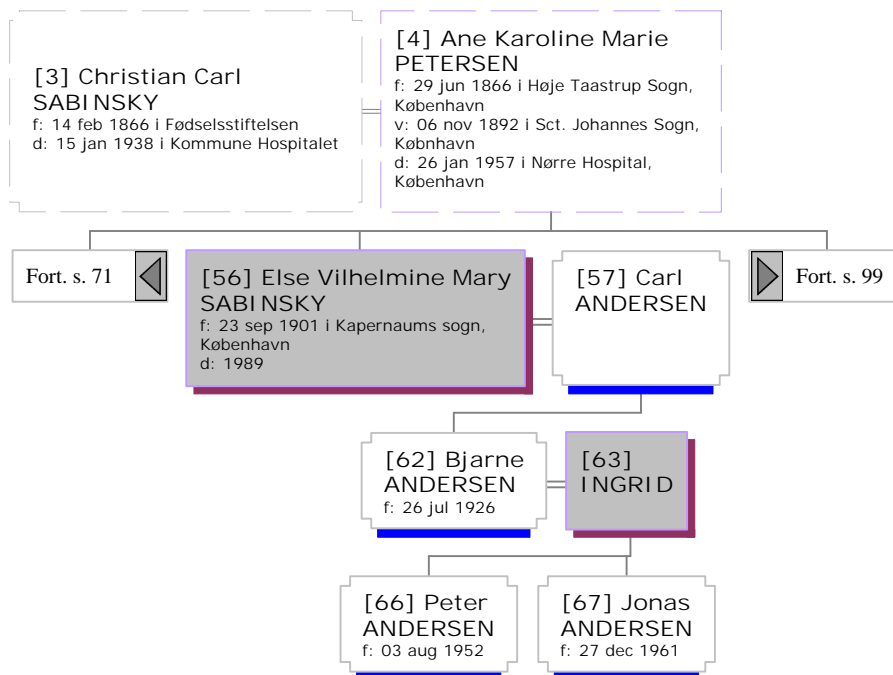 [3] Christian Carl
SABINSKY
f: 14 feb 1866 i Fødselsstiftelsen
d: 15 jan 1938 i Kommune Hospitalet
[4] Ane Karoline Marie
PETERSEN
f: 29 jun 1866 i Høje Taastrup Sogn,
København
v: 06 nov 1892 i Sct. Johannes Sogn,
Købnhavn
d: 26 jan 1957 i Nørre Hospital,
København
Fort. s. 71
[56] Else Vilhelmine Mary
SABINSKY
f: 23 sep 1901 i Kapernaums sogn,
København
d: 1989
[57] Carl
ANDERSEN
Fort. s. 99
[62] Bjarne
ANDERSEN
f: 26 jul 1926
[63]
INGRID
[66] Peter
ANDERSEN
f: 03 aug 1952
[67] Jonas
ANDERSEN
f: 27 dec 1961